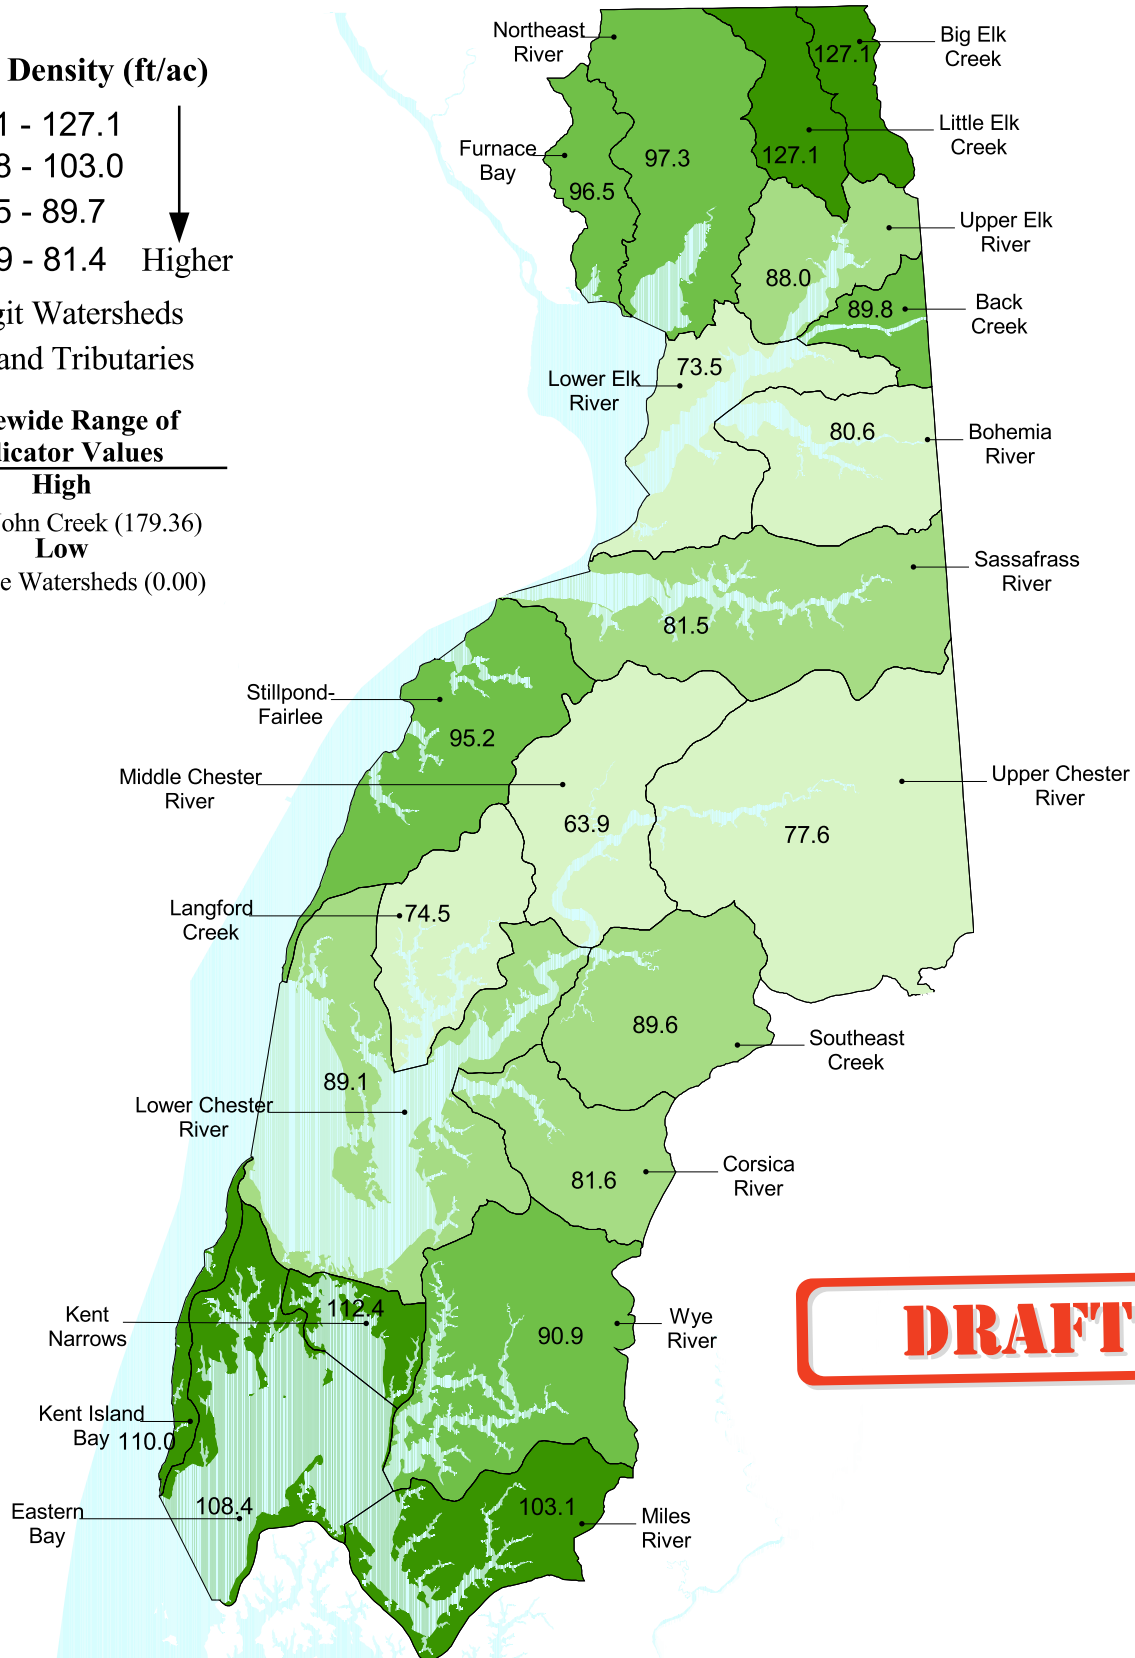 Density (ft/ac)
1 - 127.1
8 - 103.0
5 - 89.7
9 - 81.4
Higher
git Watersheds
and Tributaries
ewide Range of
licator Values
High
John Creek (179.36)
Low
e Watersheds (0.00)
Northeast
River
Big Elk
Creek
127.1
Little Elk
Creek
127.1
97.3
Furnace
Bay
96.5
Upper Elk
River
88.0
Back
Creek
89.8
73.5
Lower Elk
River
80.6
Bohemia
River
Sassafrass
River
81.5
Stillpond-
Fairlee
95.2
Middle Chester
River
63.9
Upper Chester
River
77.6
Langford
Creek
74.5
89.6
Southeast
Creek
89.1
Lower Chester
River
Corsica
River
81.6
Kent
Narrows
112.4
Wye
River
90.9
DRAFT
Kent Island
Bay
110.0
Eastern
Bay
108.4
103.1
Miles
River